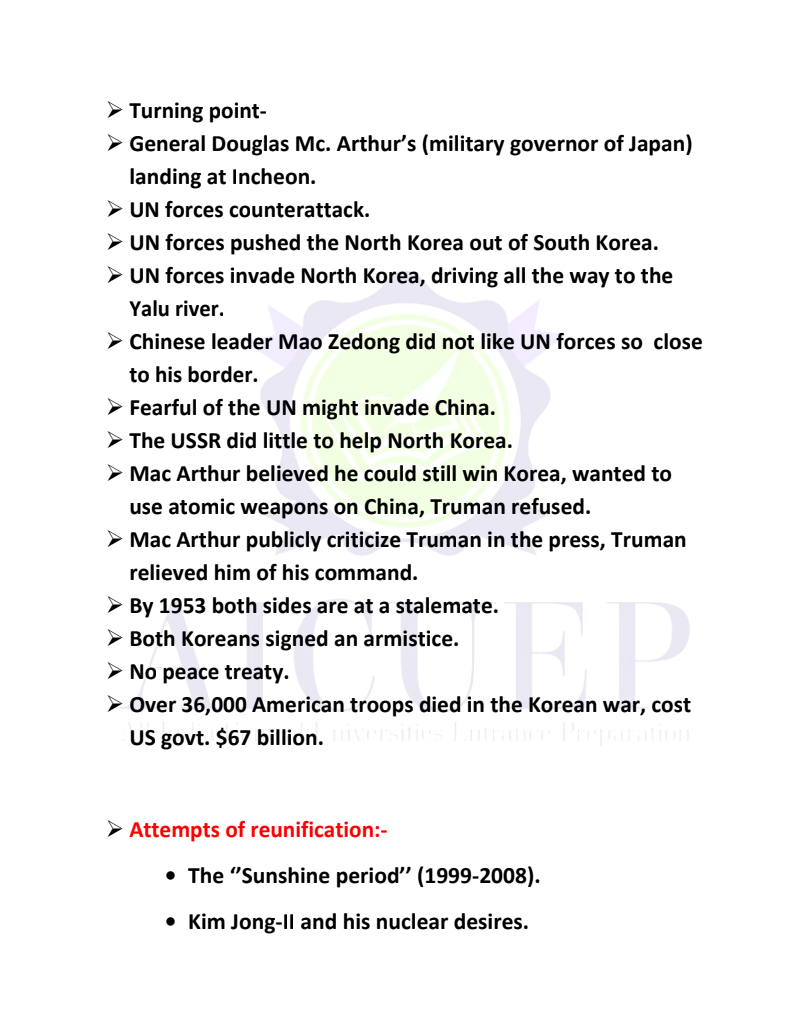 ➢ Turning point-
➢ General Douglas Mc. Arthur’s (military governor of Japan)
landing at Incheon.
➢ UN forces counterattack.
➢ UN forces pushed the North Korea out of South Korea.
➢ UN forces invade North Korea, driving all the way to the
Yalu river.
➢ Chinese leader Mao Zedong did not like UN forces so  close
to his border.
➢ Fearful of the UN might invade China.
➢ The USSR did little to help North Korea.
➢ Mac Arthur believed he could still win Korea, wanted to
use atomic weapons on China, Truman refused.
➢ Mac Arthur publicly criticize Truman in the press, Truman
relieved him of his command.
➢ By 1953 both sides are at a stalemate.
➢ Both Koreans signed an armistice.
➢ No peace treaty.
➢ Over 36,000 American troops died in the Korean war, cost
US govt. $67 billion.
AICUEP
Universities Entrance Preparation
➢ Attempts of reunification:-
• The ‘’Sunshine period’’ (1999-2008).
• Kim Jong-II and his nuclear desires.